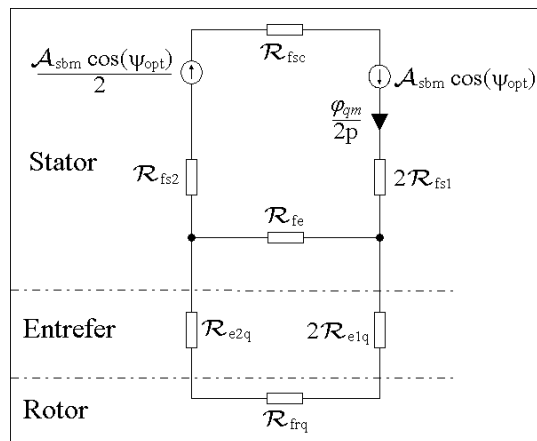 𝓡fsc
𝓐sbm cos(ψopt)
2
𝓐sbm cos(ψopt)
φqm
2p
Stator
𝓡fs2
2𝓡fs1
𝓡fe
Entrefer
𝓡e2q
2𝓡e1q
Rotor
𝓡frq